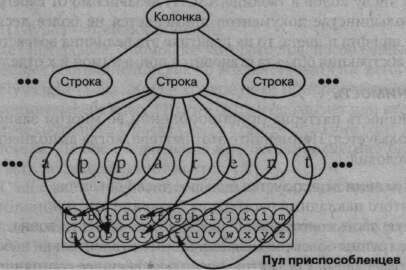 Колонка
••• Строка Строка Строка •••
••• a p p a r e n t •••
a b c d e f g h i j k l m
n o p q r s t u v w x y z
Пул приспособленцев